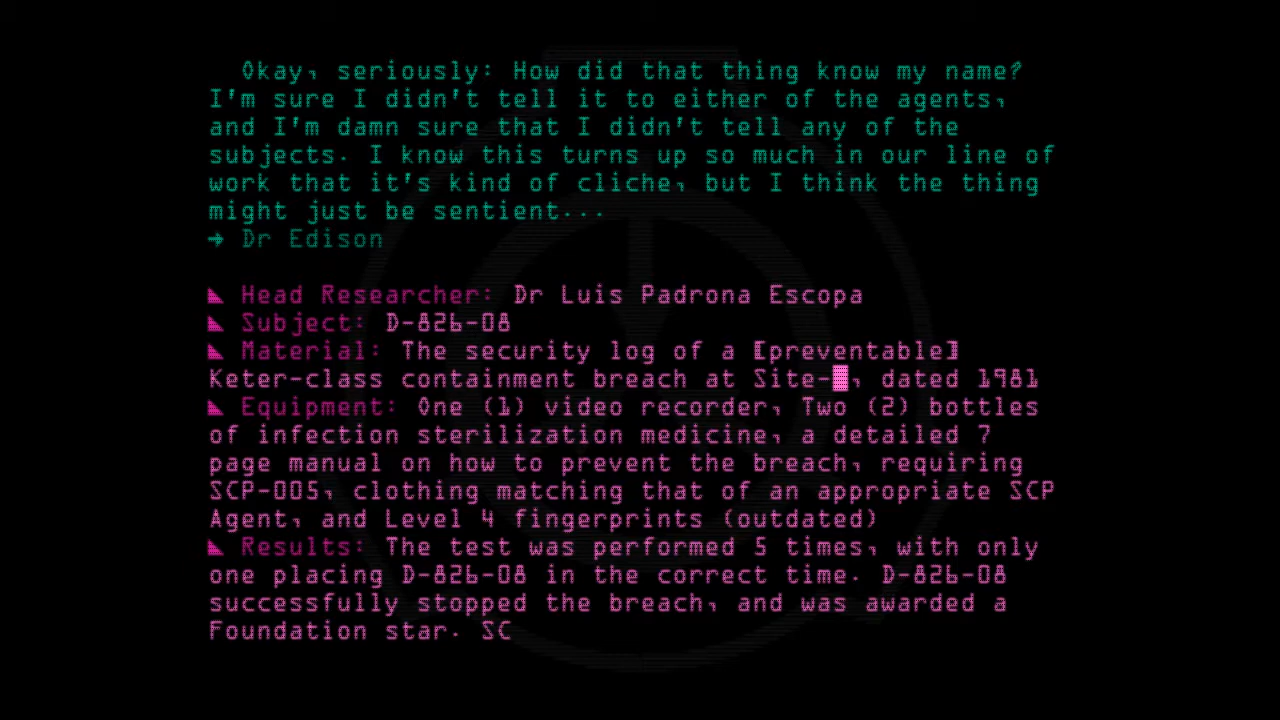 Okay, seriously: How did that thing know my name?
I'm sure I didn't tell it to either of the agents,
and I'm damn sure that I didn't tell any of the
subjects. I know this turns up so much in our line of
work that it's kind of cliche, but I think the thing
might just be sentient...
→ Dr Edison
◣ Head Researcher: Dr Luis Padrona Escopa
◣ Subject: D-826-08
◣ Material: The security log of a [preventable]
Keter-class containment breach at Site-█, dated 1981
◣ Equipment: One (1) video recorder, Two (2) bottles
of infection sterilization medicine, a detailed 7
page manual on how to prevent the breach, requiring
SCP-005, clothing matching that of an appropriate SCP
Agent, and Level 4 fingerprints (outdated)
◣ Results: The test was performed 5 times, with only
one placing D-826-08 in the correct time. D-826-08
successfully stopped the breach, and was awarded a
Foundation star. SC